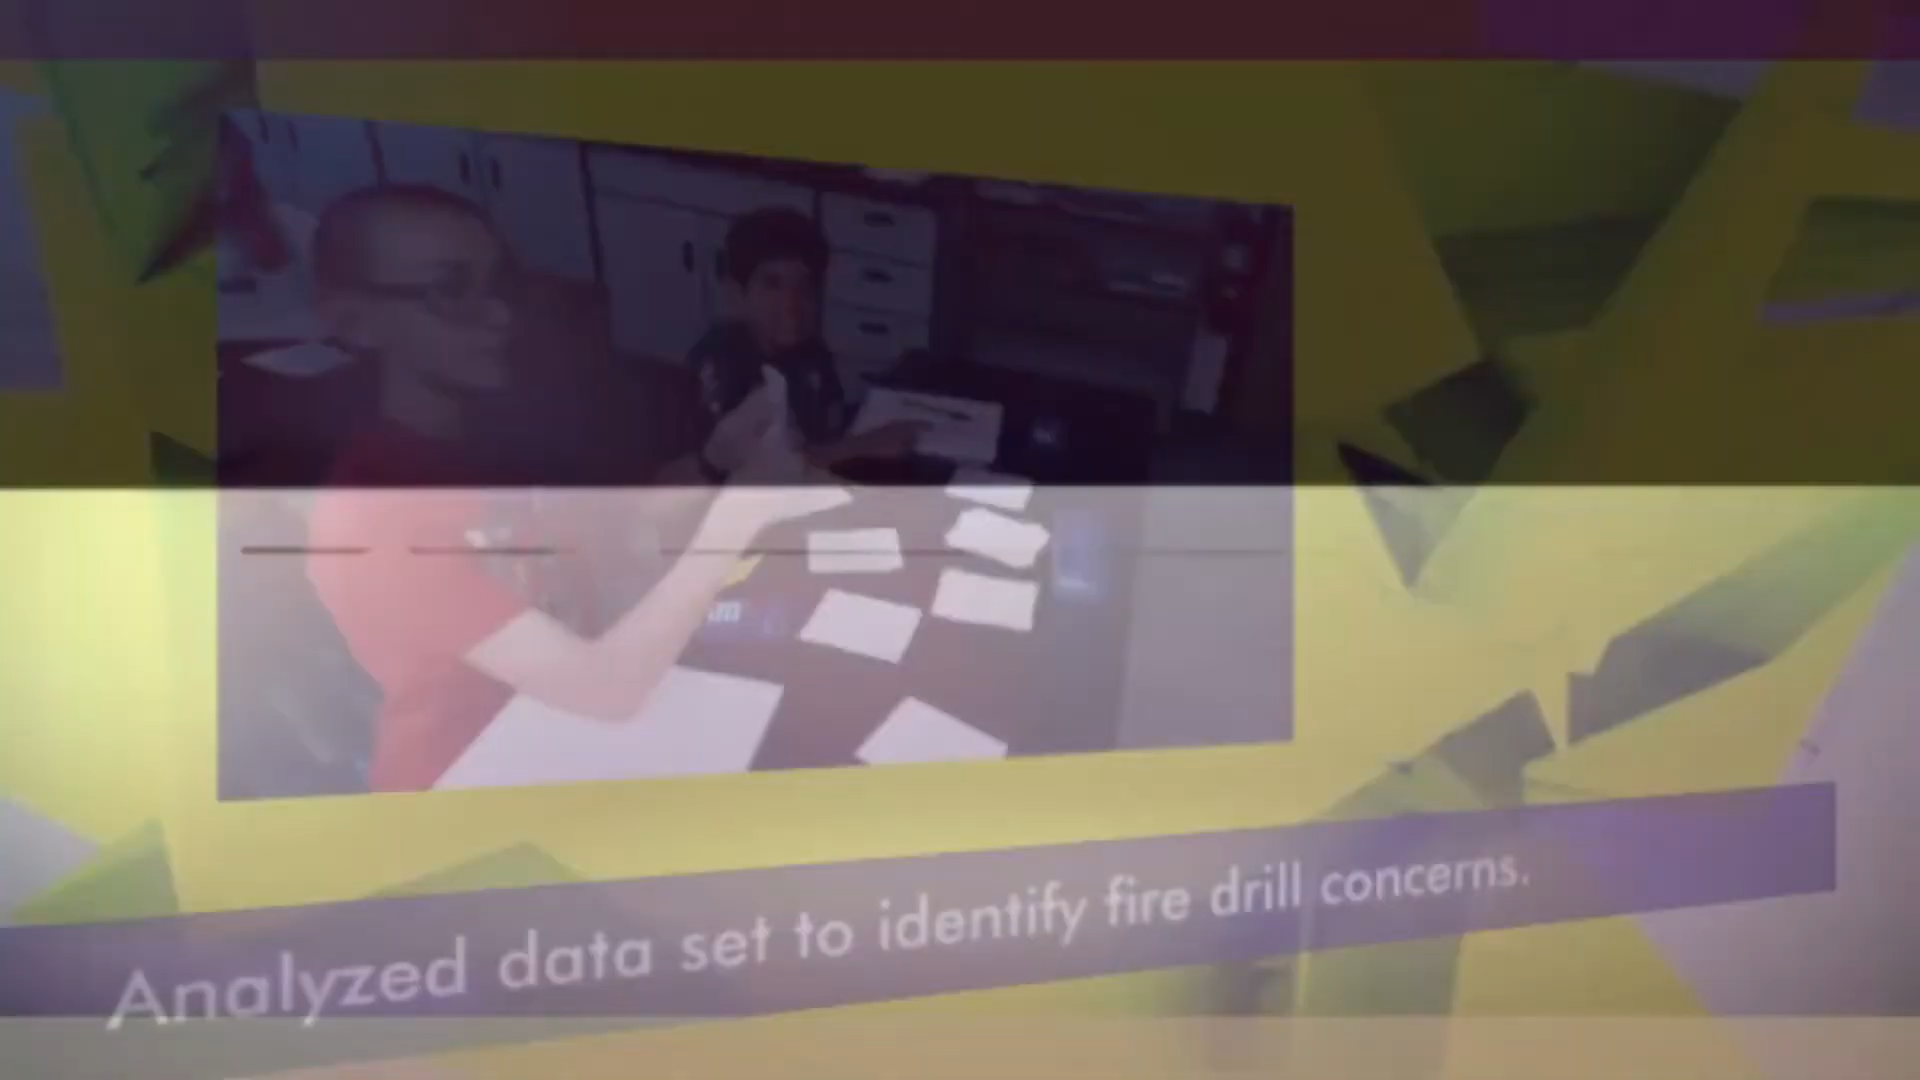 Analyzed data set to identify fire drill concerns.